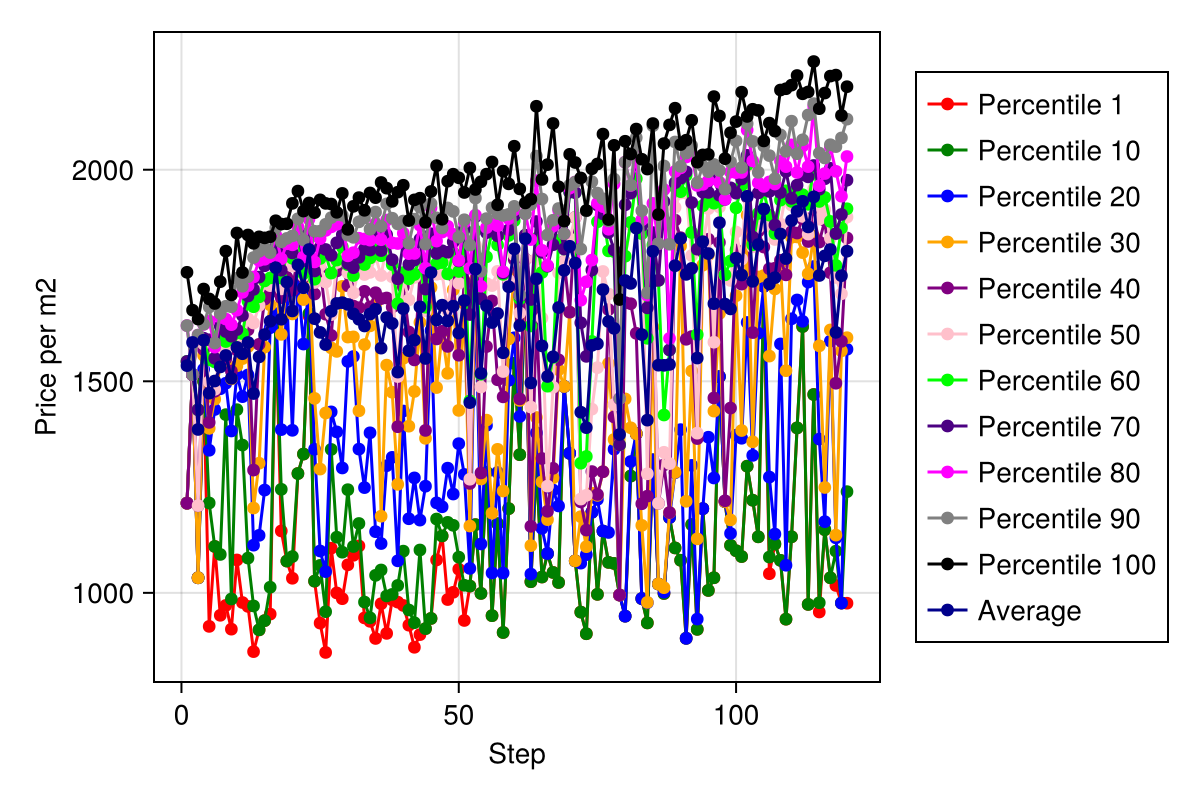 Price per m2
2000
1500
1000
0
50
100
Step
Percentile 1
Percentile 10
Percentile 20
Percentile 30
Percentile 40
Percentile 50
Percentile 60
Percentile 70
Percentile 80
Percentile 90
Percentile 100
Average